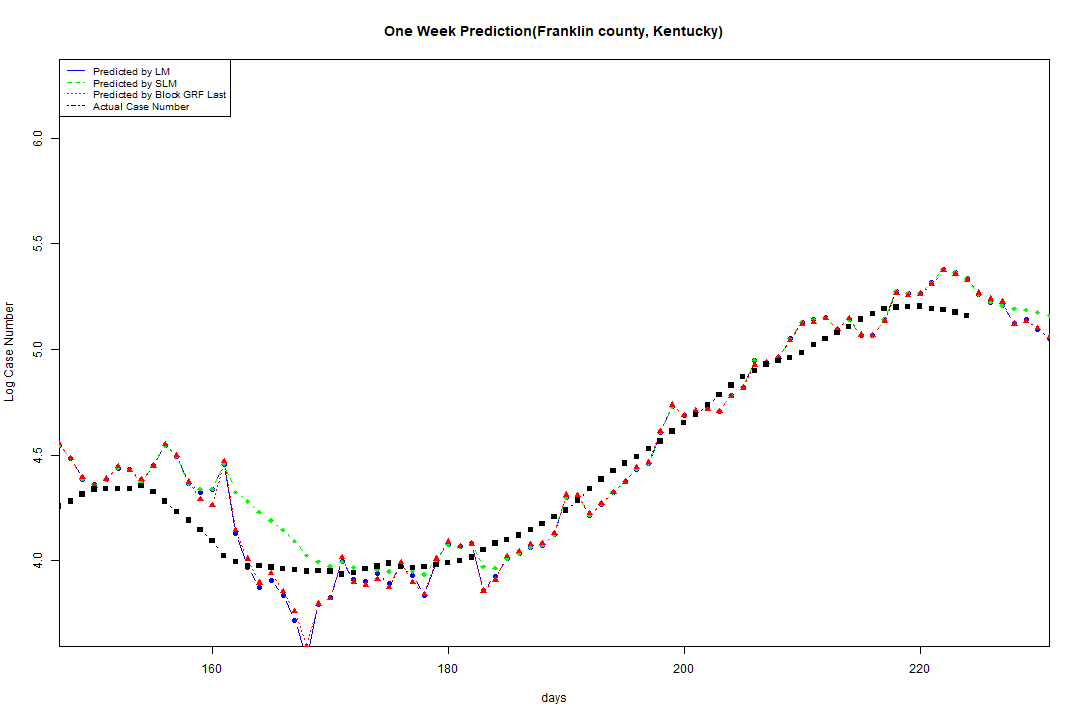 One Week Prediction(Franklin county, Kentucky)
Predicted by LM
Predicted by SLM
Predicted by Block GRF Last
Actual Case Number
6.0
5.5
5.0
4.5
4.0
Log Case Number
160 180 200 220
days